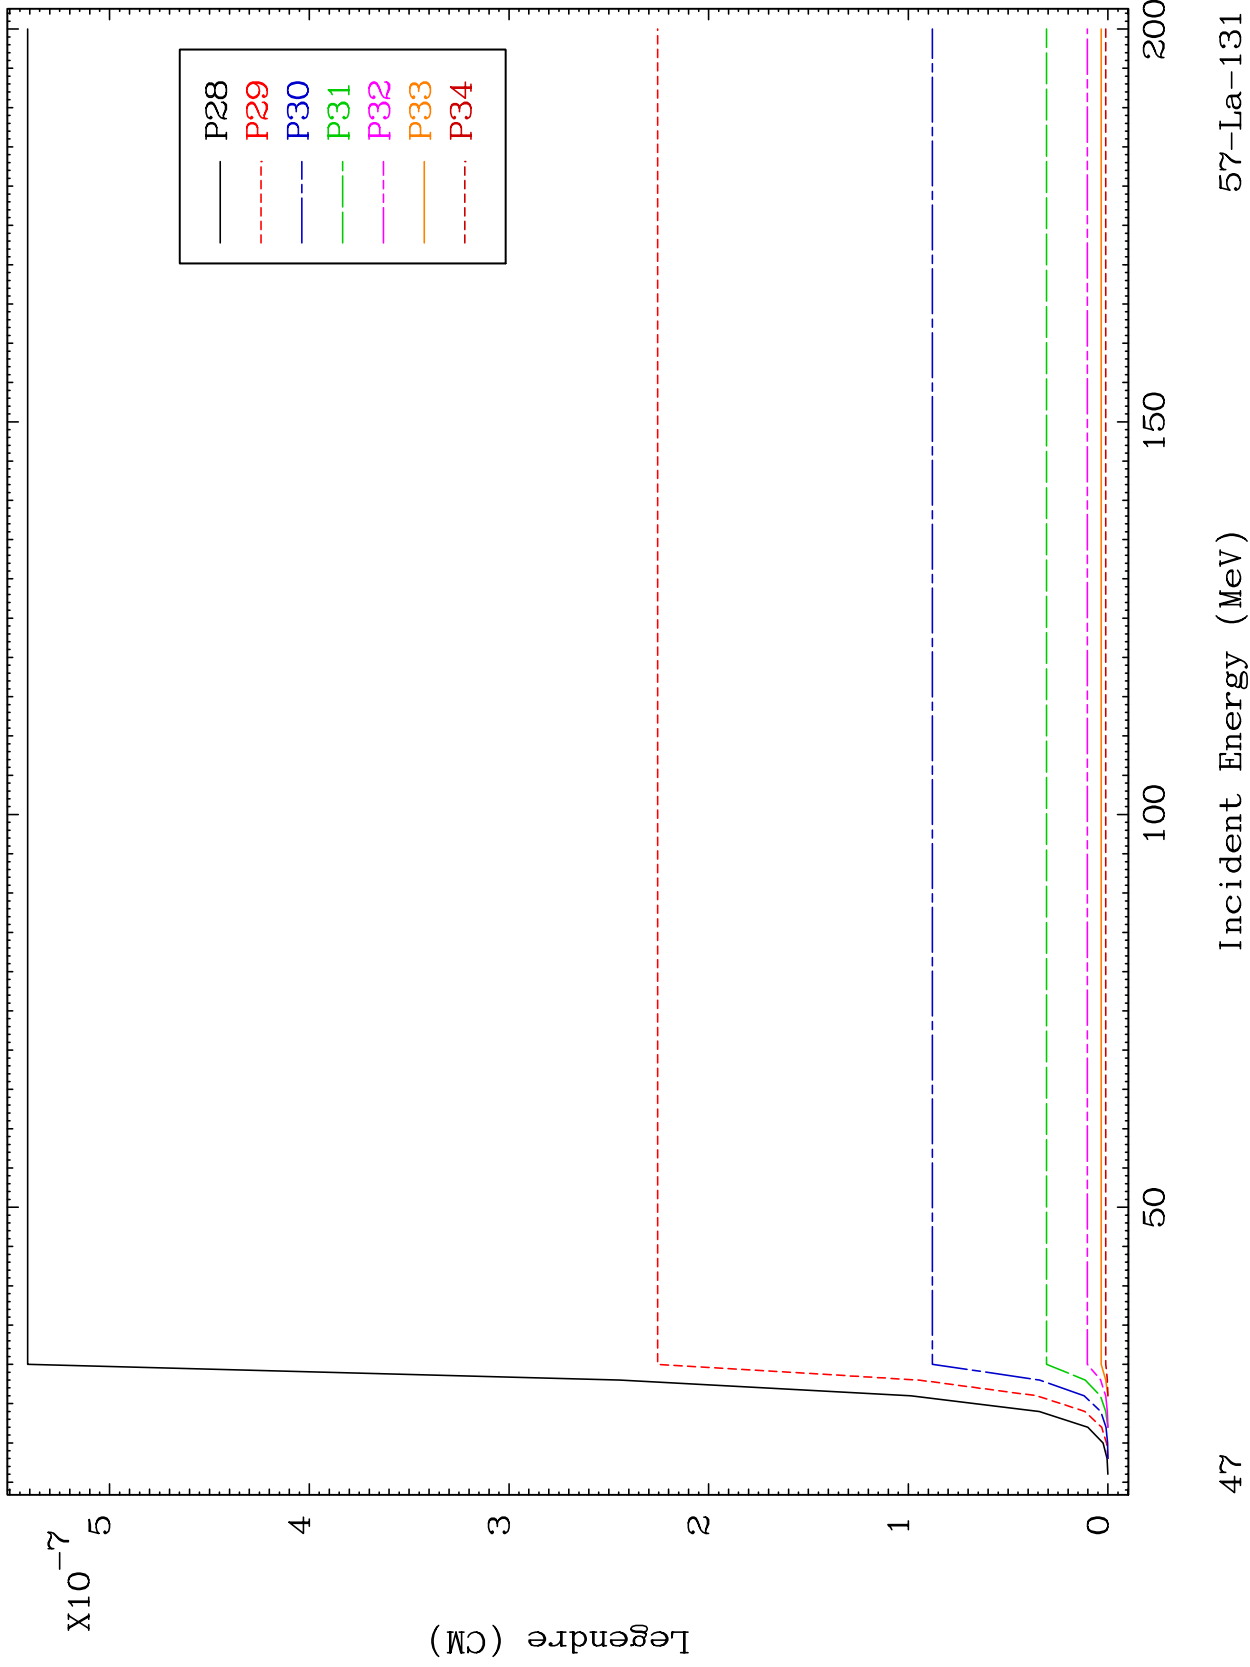 X10-7
5
4
3
2
1
0
Legendre (CM)
P28
P29
P30
P31
P32
P33
P34
50
100
150
200
Incident Energy (MeV)
47
57-La-131